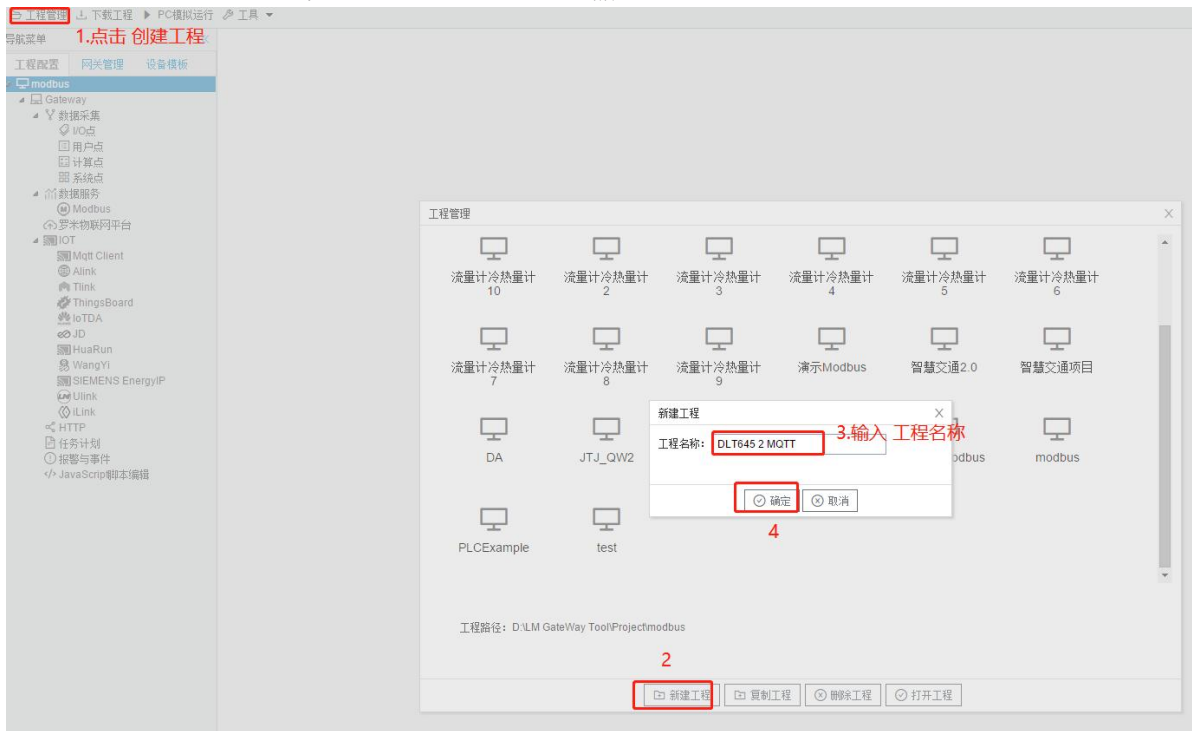 工程管理 下载工程 PC模拟运行 工具
导航菜单
1.点击 创建工程
工程配置 网关管理 设备模板
modbus
Gateway
数据采集
I/O点
用户点
计算点
系统点
数据服务
Modbus
罗米物联网平台
IOT
Mqtt Client
Alink
Tlink
ThingsBoard
IoTDA
JD
HuaRun
WangYi
SIEMENS EnergyIP
Ulink
iLink
HTTP
任务计划
报警与事件
JavaScript脚本编辑
工程管理
流量计冷热量计10 流量计冷热量计2 流量计冷热量计3 流量计冷热量计4 流量计冷热量计5 流量计冷热量计6
流量计冷热量计7 流量计冷热量计8 流量计冷热量计9 演示Modbus 智慧交通2.0 智慧交通项目
DA JTJ_QW2 modbus
新建工程
工程名称： DLT645 2 MQTT
3.输入 工程名称
确定 取消
4
PLCExample test
工程路径：D:\LM GateWay Tool\Project\modbus
2
新建工程 复制工程 删除工程 打开工程